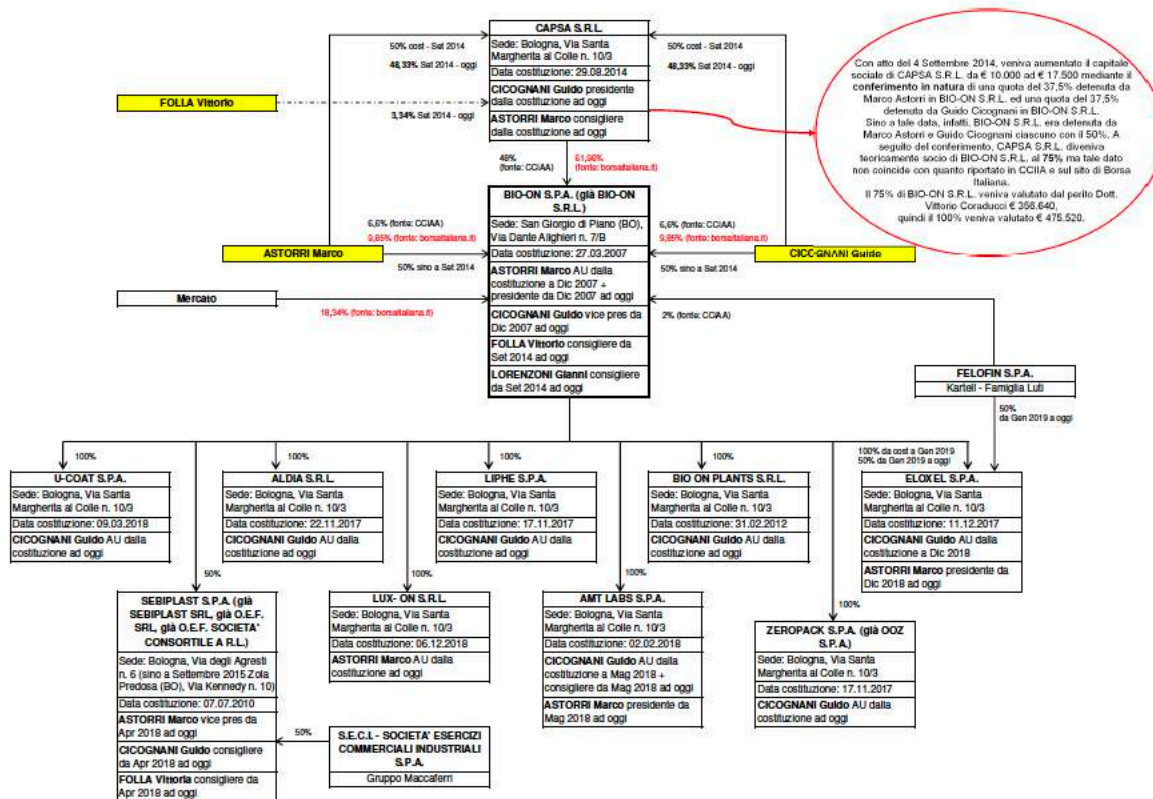 CAPSA S.R.L.
Sede: Bologna, Via Santa
Margherita al Colle n. 10/3
Data costituzione: 29.08.2014
CICOGNANI Guido presidente
dalla costituzione ad oggi
ASTORRI Marco consigliere
dalla costituzione ad oggi
50% cost - Set 2014
48,33% Set 2014 - oggi
50% cost - Set 2014
48,33% Set 2014 - oggi
FOLLA Vittorio
3,34% Set 2014 - oggi
Con atto del 4 Settembre 2014, veniva aumentato il capitale
sociale di CAPSA S.R.L. da € 10.000 ad € 17.500 mediante il
conferimento in natura di una quota del 37,5% detenuta da
Marco Astorri in BIO-ON S.R.L. ed una quota del 37,5%
detenuta da Guido Cicognani in BIO-ON S.R.L.
Sino a tale data, infatti, BIO-ON S.R.L. era detenuta da
Marco Astorri e Guido Cicognani ciascuno con il 50%. A
seguito del conferimento, CAPSA S.R.L. diveniva
teoricamente socio di BIO-ON S.R.L. al 75% ma tale dato
non coincide con quanto riportato in CCIIA e sul sito di Borsa
Italiana.
Il 75% di BIO-ON S.R.L. veniva valutato dal perito Dott.
Vittorio Coraducci € 356.640,
quindi il 100% veniva valutato € 475.520.
48%
(fonte: CCIAA)
61,96%
(fonte: borsaitaliana.it)
BIO-ON S.P.A. (già BIO-ON
S.R.L.)
Sede: San Giorgio di Piano (BO),
Via Dante Alighieri n. 7/B
Data costituzione: 27.03.2007
ASTORRI Marco AU dalla
costituzione a Dic 2007 +
presidente da Dic 2007 ad oggi
CICOGNANI Guido vice pres da
Dic 2007 ad oggi
FOLLA Vittorio consigliere da
Set 2014 ad oggi
LORENZONI Gianni consigliere
da Set 2014 ad oggi
6,6% (fonte: CCIAA)
9,85% (fonte: borsaitaliana.it)
ASTORRI Marco
50% sino a Set 2014
6,6% (fonte: CCIAA)
9,85% (fonte: borsaitaliana.it)
CICOGNANI Guido
50% sino a Set 2014
Mercato
18,34% (fonte: borsaitaliana.it)
2% (fonte: CCIAA)
FELOFIN S.P.A.
Kartell - Famiglia Luti
50%
da Gen 2019 a oggi
100% da cost a Gen 2019
50% da Gen 2019 a oggi
100%
U-COAT S.P.A.
Sede: Bologna, Via Santa
Margherita al Colle n. 10/3
Data costituzione: 09.03.2018
CICOGNANI Guido AU dalla
costituzione ad oggi
100%
ALDIA S.R.L.
Sede: Bologna, Via Santa
Margherita al Colle n. 10/3
Data costituzione: 22.11.2017
CICOGNANI Guido AU dalla
costituzione ad oggi
100%
LIPHE S.P.A.
Sede: Bologna, Via Santa
Margherita al Colle n. 10/3
Data costituzione: 17.11.2017
CICOGNANI Guido AU dalla
costituzione ad oggi
100%
BIO ON PLANTS S.R.L.
Sede: Bologna, Via Santa
Margherita al Colle n. 10/3
Data costituzione: 31.02.2012
CICOGNANI Guido AU dalla
costituzione ad oggi
ELOXEL S.P.A.
Sede: Bologna, Via Santa
Margherita al Colle n. 10/3
Data costituzione: 11.12.2017
CICOGNANI Guido AU dalla
costituzione a Dic 2018
ASTORRI Marco presidente da
Dic 2018 ad oggi
50%
SEBIPLAST S.P.A. (già
SEBIPLAST SRL, già O.E.F.
SRL, già O.E.F. SOCIETA'
CONSORTILE A R.L.)
Sede: Bologna, Via degli Agresti
n. 6 (sino a Settembre 2015 Zola
Predosa (BO), Via Kennedy n. 10)
Data costituzione: 07.07.2010
ASTORRI Marco vice pres da
Apr 2018 ad oggi
CICOGNANI Guido consigliere
da Apr 2018 ad oggi
FOLLA Vittoria consigliere da
Apr 2018 ad oggi
100%
LUX- ON S.R.L.
Sede: Bologna, Via Santa
Margherita al Colle n. 10/3
Data costituzione: 06.12.2018
ASTORRI Marco AU dalla
costituzione ad oggi
100%
AMT LABS S.P.A.
Sede: Bologna, Via Santa
Margherita al Colle n. 10/3
Data costituzione: 02.02.2018
CICOGNANI Guido AU dalla
costituzione a Mag 2018 +
consigliere da Mag 2018 ad oggi
ASTORRI Marco presidente da
Mag 2018 ad oggi
100%
ZEROPACK S.P.A. (già OOZ
S.P.A.)
Sede: Bologna, Via Santa
Margherita al Colle n. 10/3
Data costituzione: 17.11.2017
CICOGNANI Guido AU dalla
costituzione ad oggi
50%
S.E.C.I. - SOCIETA' ESERCIZI
COMMERCIALI INDUSTRIALI
S.P.A.
Gruppo Maccaferri